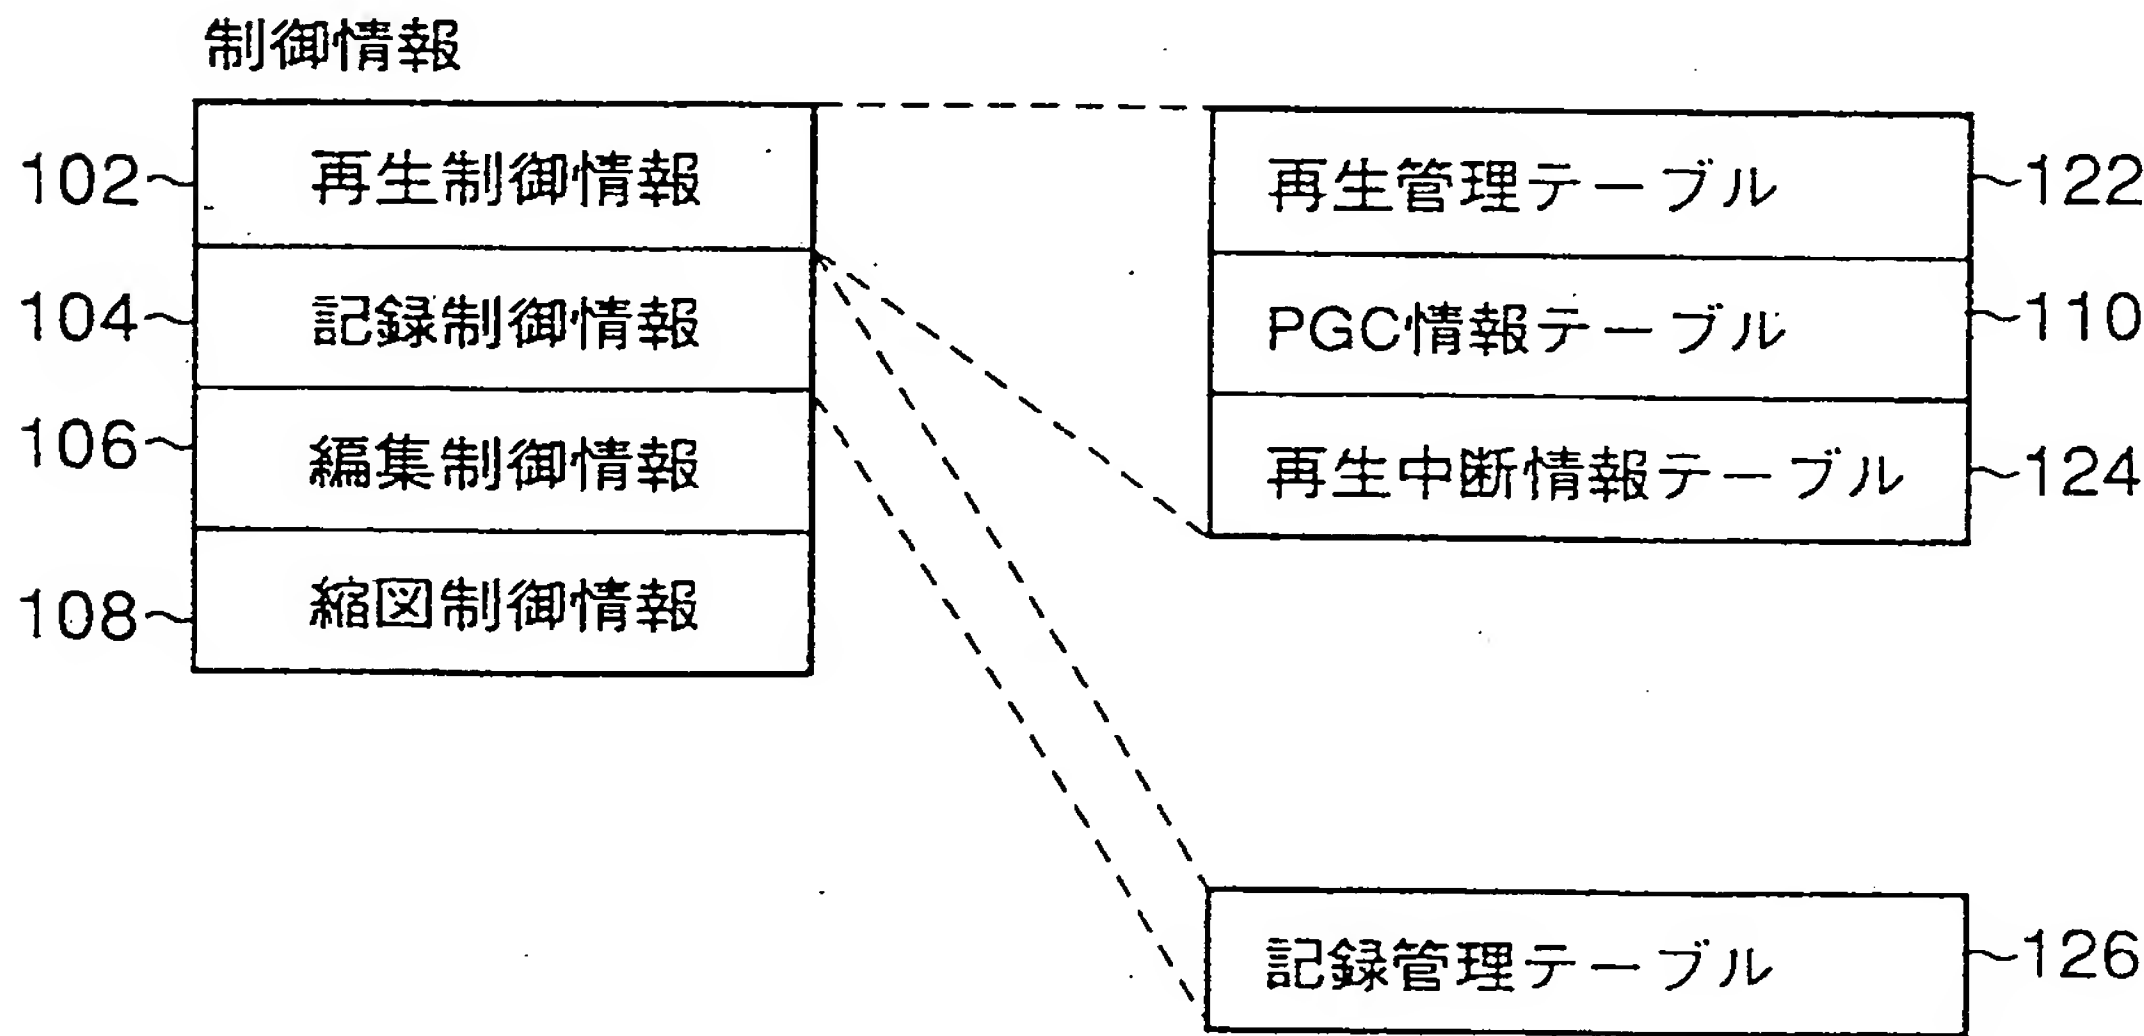 制御情報
102 再生制御情報
104 記録制御情報
106 編集制御情報
108 縮図制御情報
再生管理テーブル 122
PGC情報テーブル 110
再生中断情報テーブル 124
記録管理テーブル 126